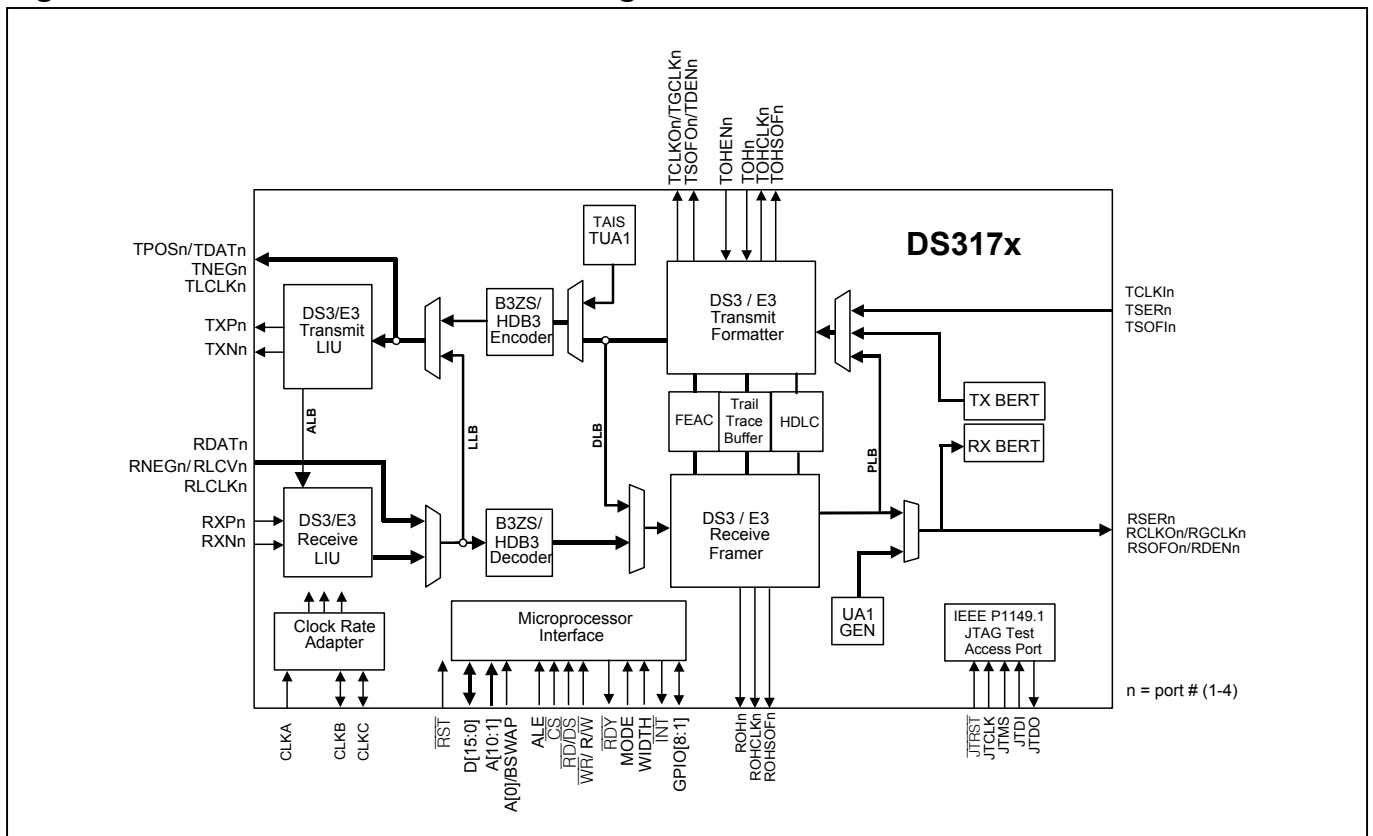 TCLKOn/TGCLKn
TSOFOn/TDENn
TOHENn
TOHn
TOHCLKn
TOHSOFn
DS317x
TAIS
TUA1
TPOSn/TDATn
TNEGn
TLCLKn
TXPn
TXNn
DS3/E3
Transmit
LIU
B3ZS/
HDB3
Encoder
DS3 / E3
Transmit
Formatter
TCLKIn
TSERn
TSOFIn
TX BERT
RX BERT
FEAC
Trail
Trace
Buffer
HDLC
ALB
LLB
DLB
PLB
RDATn
RNEGn/ RLCVn
RLCLKn
RXPn
RXNn
DS3/E3
Receive
LIU
B3ZS/
HDB3
Decoder
DS3 / E3
Receive
Framer
RSERn
RCLKOn/RGCLKn
RSOFOn/RDENn
UA1
GEN
Clock Rate
Adapter
Microprocessor
Interface
IEEE P1149.1
JTAG Test
Access Port
n = port # (1-4)
CLKA
CLKB
CLKC
RST
D[15:0]
A[10:1]
A[0]/BSWAP
ALE
CS
RD/DS
WR/ R/W
RDY
MODE
WIDTH
INT
GPIO[8:1]
ROHn
ROHCLKn
ROHSOFn
JTRST
JTCLK
JTMS
JTDI
JTDO